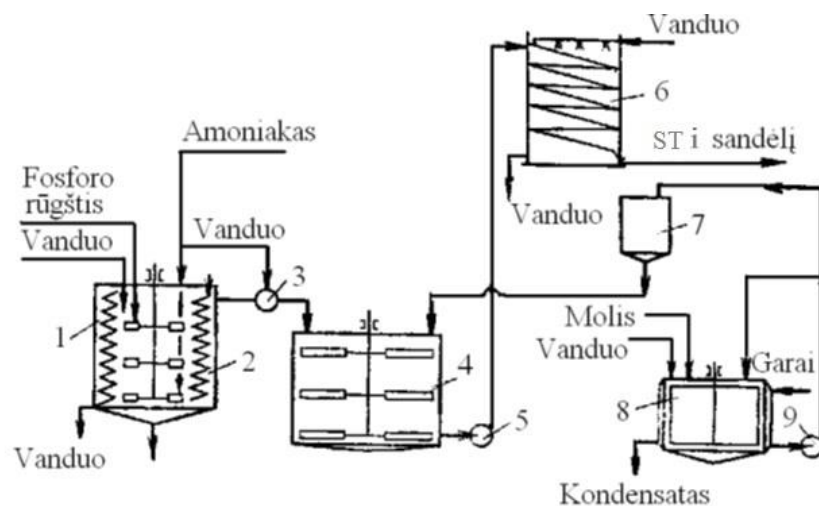 Vanduo
6
Amoniakas
ST i sandėlį
Fosforo
rūgštis
Vanduo
Vanduo
Vanduo
7
3
1
2
4
Molis
Vanduo
Garai
8
5
9
Vanduo
Kondensatas